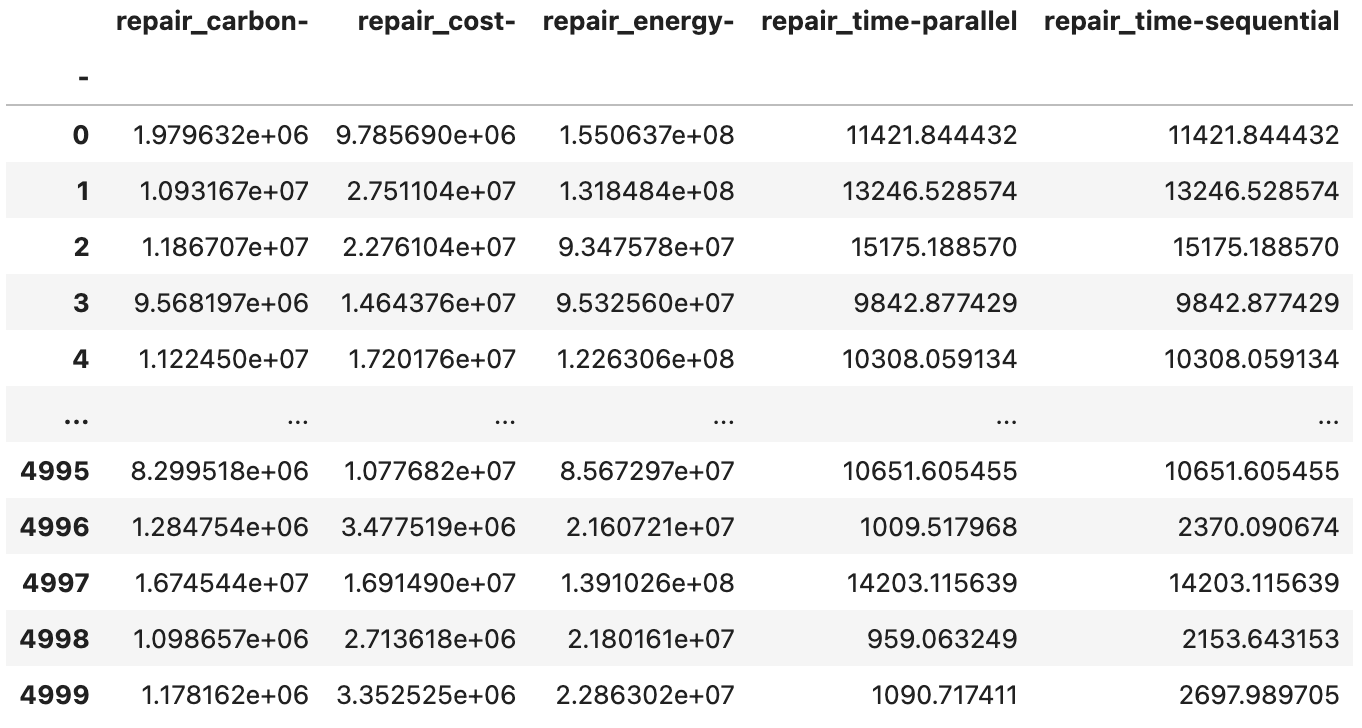 repair_carbon- repair_cost- repair_energy- repair_time-parallel repair_time-sequential
-
0 1.979632e+06 9.785690e+06 1.550637e+08 11421.844432 11421.844432
1 1.093167e+07 2.751104e+07 1.318484e+08 13246.528574 13246.528574
2 1.186707e+07 2.276104e+07 9.347578e+07 15175.188570 15175.188570
3 9.568197e+06 1.464376e+07 9.532560e+07 9842.877429 9842.877429
4 1.122450e+07 1.720176e+07 1.226306e+08 10308.059134 10308.059134
... ... ... ... ... ...
4995 8.299518e+06 1.077682e+07 8.567297e+07 10651.605455 10651.605455
4996 1.284754e+06 3.477519e+06 2.160721e+07 1009.517968 2370.090674
4997 1.674544e+07 1.691490e+07 1.391026e+08 14203.115639 14203.115639
4998 1.098657e+06 2.713618e+06 2.180161e+07 959.063249 2153.643153
4999 1.178162e+06 3.352525e+06 2.286302e+07 1090.717411 2697.989705